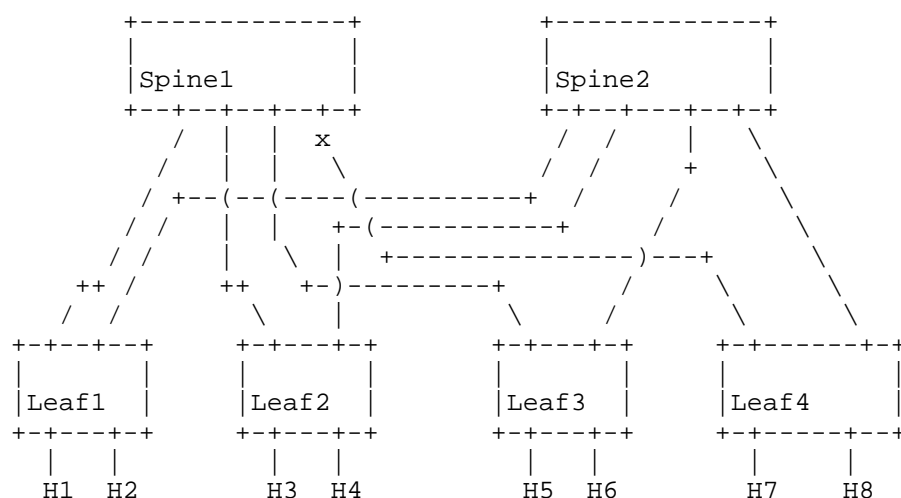 Spine1 Spine2
x
Leaf1 Leaf2 Leaf3 Leaf4
H1 H2 H3 H4 H5 H6 H7 H8